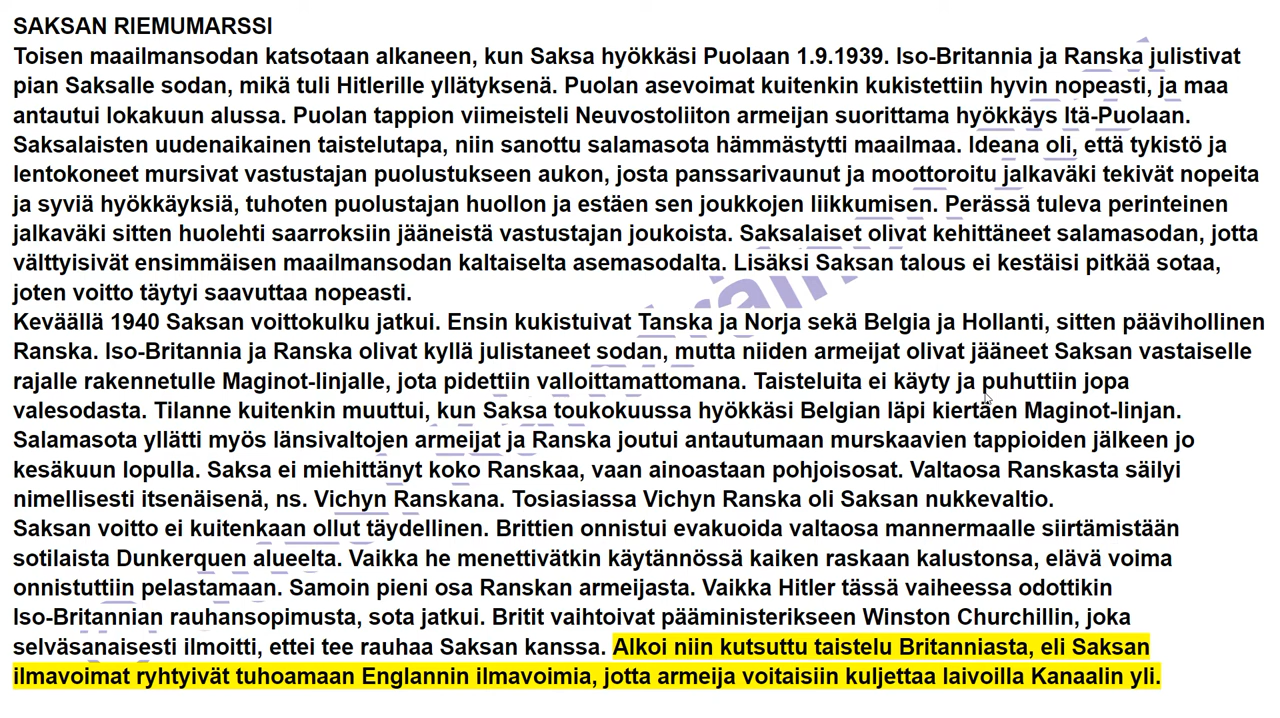 SAKSAN RIEMUMARSSI
Toisen maailmansodan katsotaan alkaneen, kun Saksa hyökkäsi Puolaan 1.9.1939. Iso-Britannia ja Ranska julistivat
pian Saksalle sodan, mikä tuli Hitlerille yllätyksenä. Puolan asevoimat kuitenkin kukistettiin hyvin nopeasti, ja maa
antautui lokakuun alussa. Puolan tappion viimeisteli Neuvostoliiton armeijan suorittama hyökkäys Itä-Puolaan.
Saksalaisten uudenaikainen taistelutapa, niin sanottu salamasota hämmästytti maailmaa. Ideana oli, että tykistö ja
lentokoneet mursivat vastustajan puolustukseen aukon, josta panssarivaunut ja moottoroitu jalkaväki tekivät nopeita
ja syviä hyökkäyksiä, tuhoten puolustajan huollon ja estäen sen joukkojen liikkumisen. Perässä tuleva perinteinen
jalkaväki sitten huolehti saarroksiin jääneistä vastustajan joukoista. Saksalaiset olivat kehittäneet salamasodan, jotta
välttyisivät ensimmäisen maailmansodan kaltaiselta asemasodalta. Lisäksi Saksan talous ei kestäisi pitkää sotaa,
joten voitto täytyi saavuttaa nopeasti.
Keväällä 1940 Saksan voittokulku jatkui. Ensin kukistuivat Tanska ja Norja sekä Belgia ja Hollanti, sitten päävihollinen
Ranska. Iso-Britannia ja Ranska olivat kyllä julistaneet sodan, mutta niiden armeijat olivat jääneet Saksan vastaiselle
rajalle rakennetulle Maginot-linjalle, jota pidettiin valloittamattomana. Taisteluita ei käyty ja puhuttiin jopa
valesodasta. Tilanne kuitenkin muuttui, kun Saksa toukokuussa hyökkäsi Belgian läpi kiertäen Maginot-linjan.
Salamasota yllätti myös länsivaltojen armeijat ja Ranska joutui antautumaan murskaavien tappioiden jälkeen jo
kesäkuun lopulla. Saksa ei miehittänyt koko Ranskaa, vaan ainoastaan pohjoisosat. Valtaosa Ranskasta säilyi
nimellisesti itsenäisenä, ns. Vichyn Ranskana. Tosiasiassa Vichyn Ranska oli Saksan nukkevaltio.
Saksan voitto ei kuitenkaan ollut täydellinen. Brittien onnistui evakuoida valtaosa mannermaalle siirtämistään
sotilaista Dunkerquen alueelta. Vaikka he menettivätkin käytännössä kaiken raskaan kalustonsa, elävä voima
onnistuttiin pelastamaan. Samoin pieni osa Ranskan armeijasta. Vaikka Hitler tässä vaiheessa odottikin
Iso-Britannian rauhansopimusta, sota jatkui. Britit vaihtoivat pääministerikseen Winston Churchillin, joka
selväsanaisesti ilmoitti, ettei tee rauhaa Saksan kanssa. Alkoi niin kutsuttu taistelu Britanniasta, eli Saksan
ilmavoimat ryhtyivät tuhoamaan Englannin ilmavoimia, jotta armeija voitaisiin kuljettaa laivoilla Kanaalin yli.